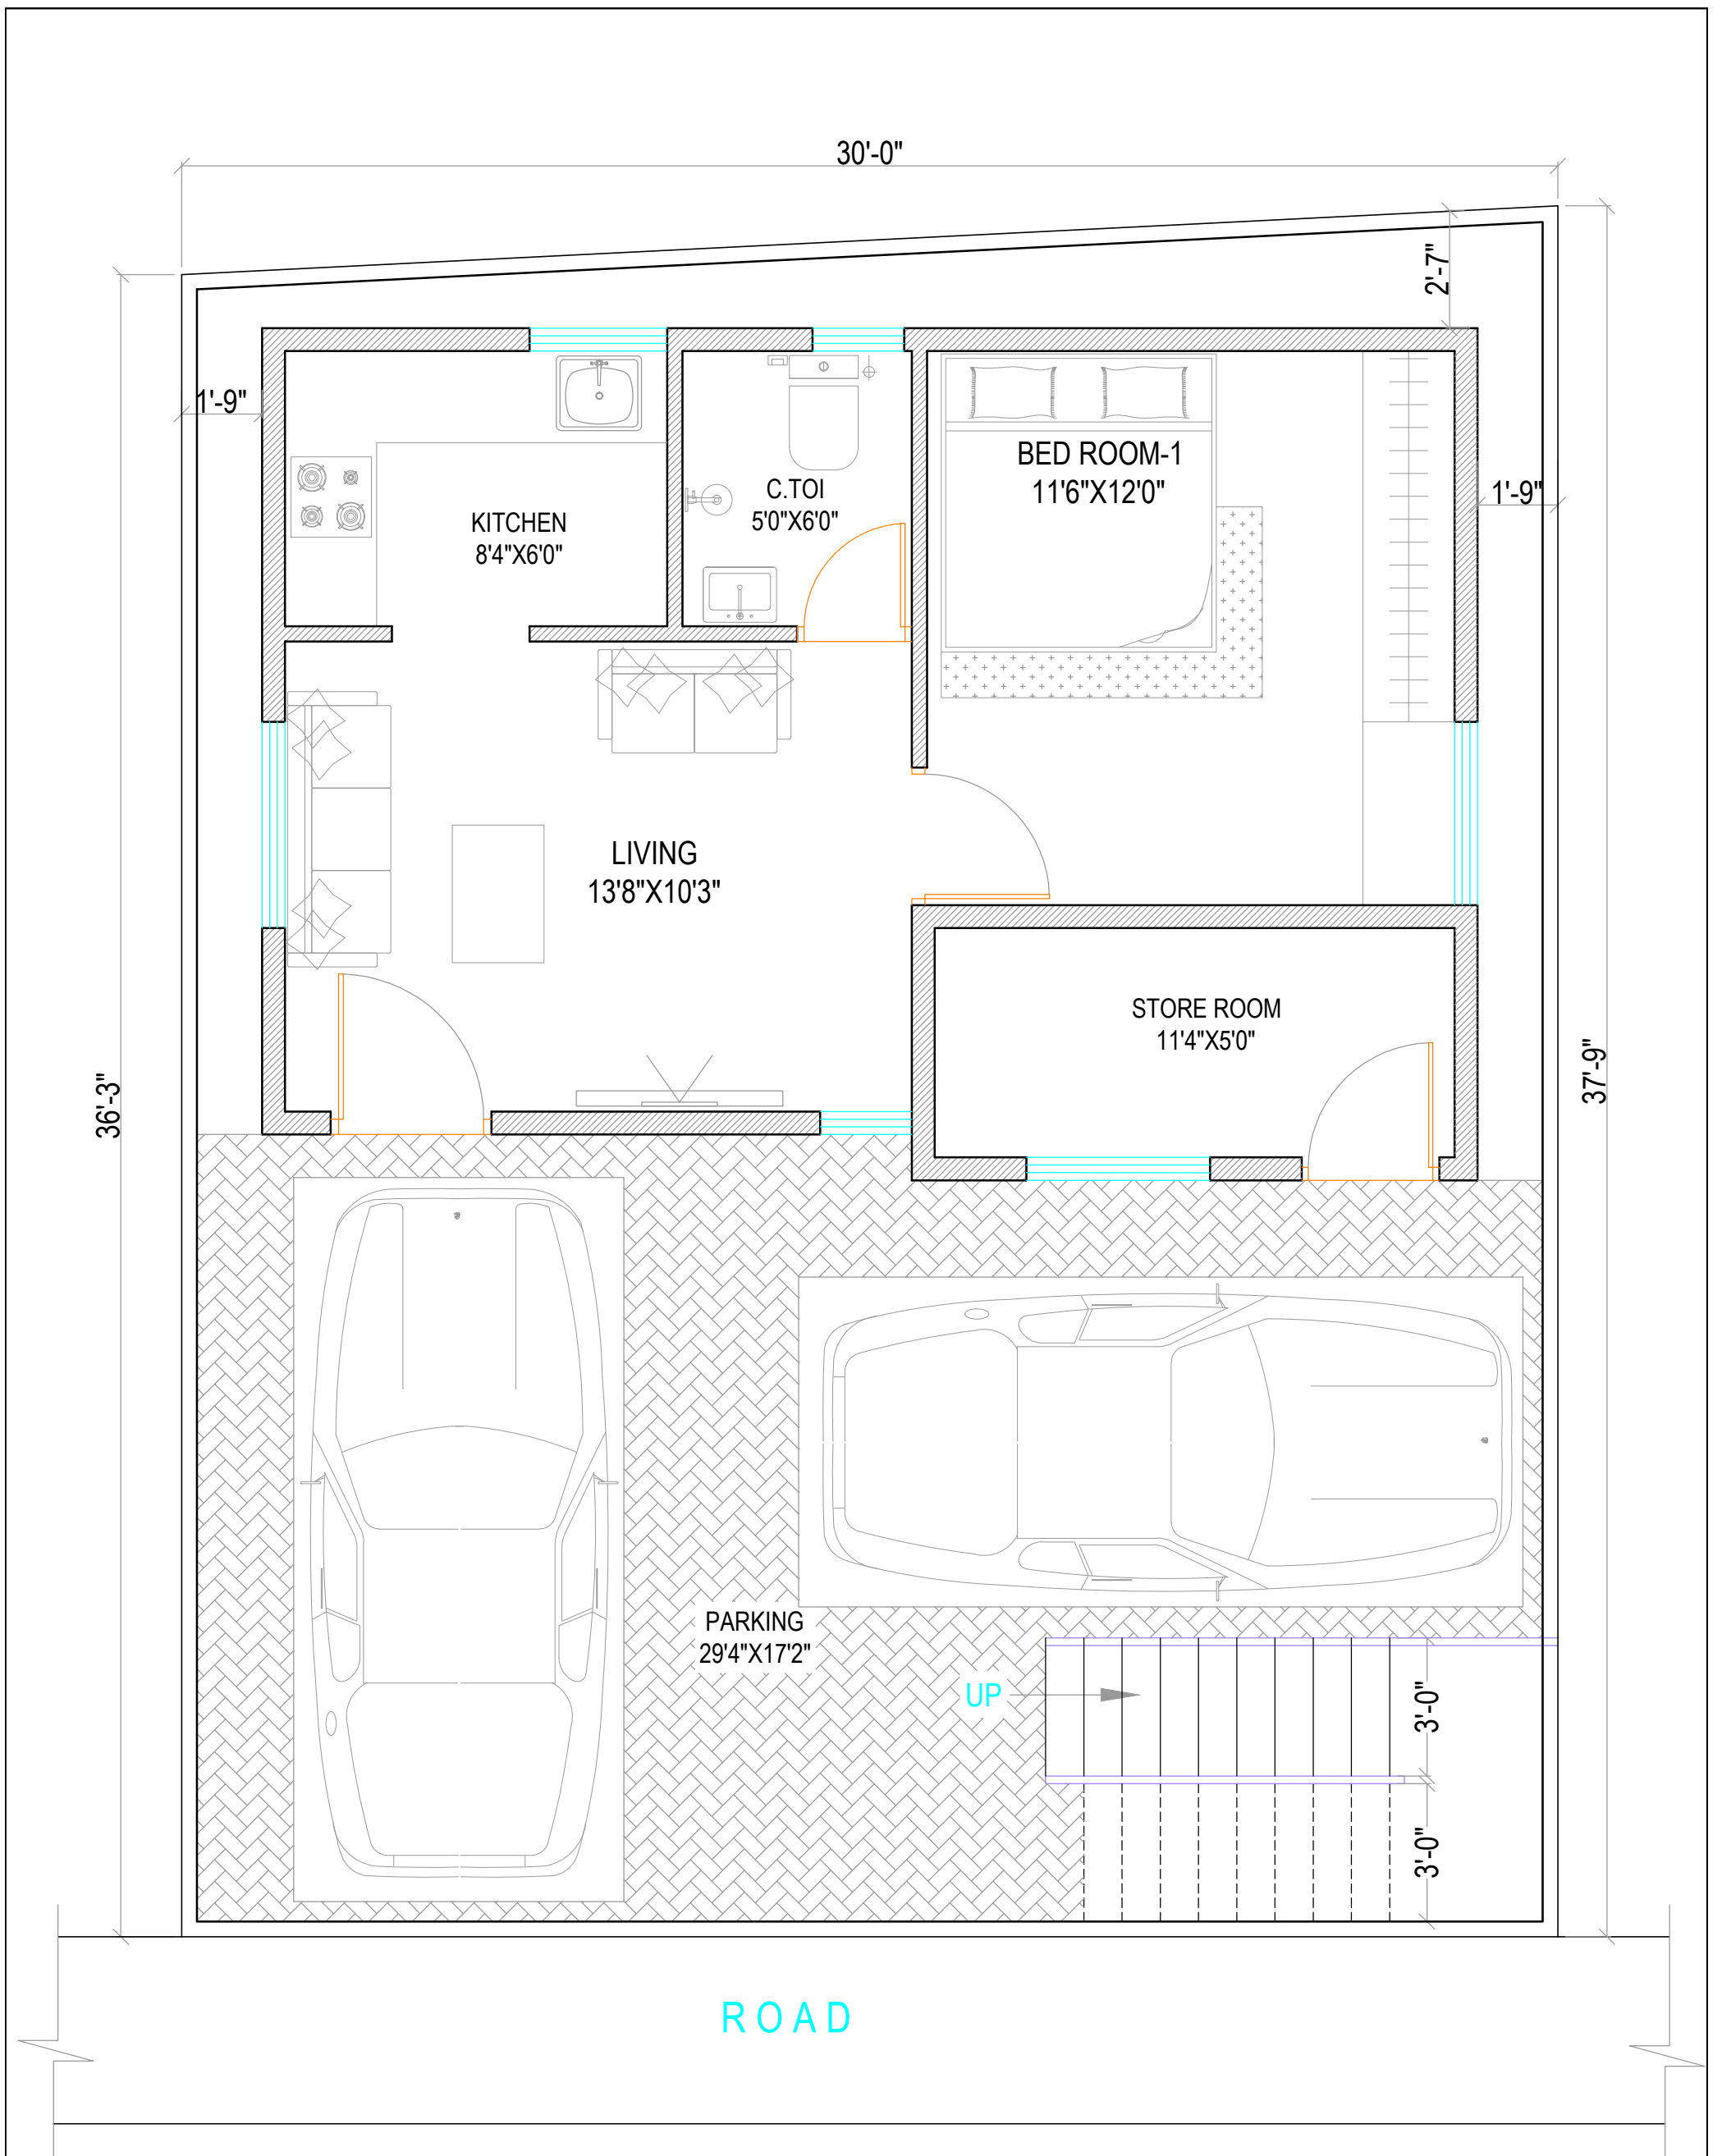 30'-0"
2'-7"
1'-9"
BED ROOM-1
11'6"X12'0"
C.TOI
5'0"X6'0"
1'-9"
KITCHEN
8'4"X6'0"
LIVING
13'8"X10'3"
STORE ROOM
11'4"X5'0"
36'-3"
37'-9"
PARKING
29'4"X17'2"
UP
3'-0"
3'-0"
ROAD